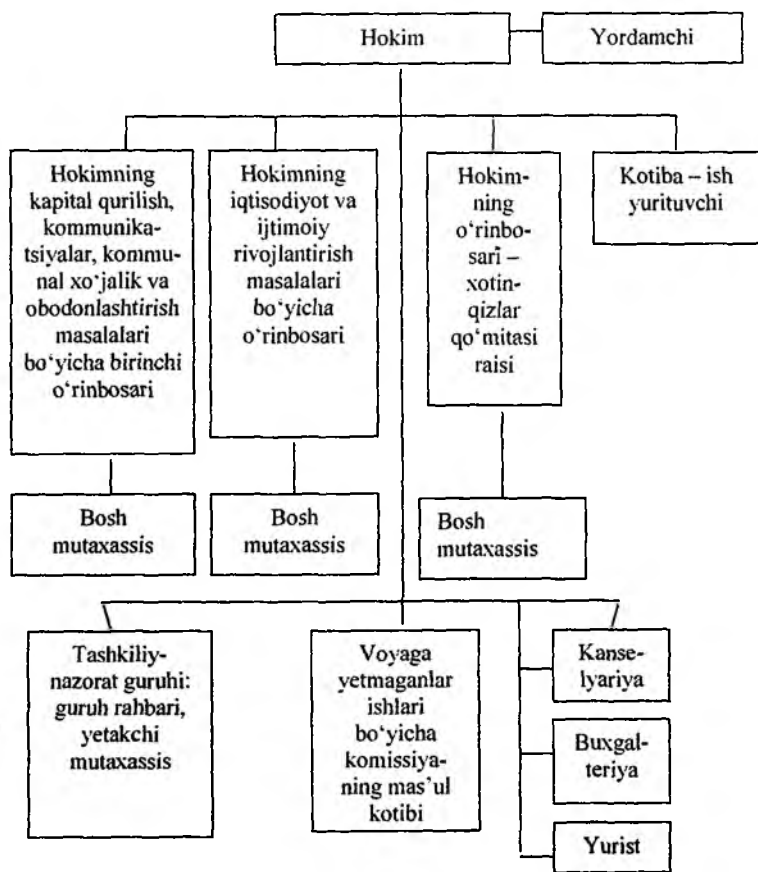 Hokim
Yordamchi
Hokimning
kapital qurilish,
kommunika-
tsiyalar, kommu-
nal xo‘jalik va
obodonlashtirish
masalalari
bo‘yicha birinchi
o‘rinbosari
Hokimning
iqtisodiyot va
ijtimoiy
rivojlantirish
masalalari
bo‘yicha
o‘rinbosari
Hokim-
ning
o‘rinbo-
sari –
xotin-
qizlar
qo‘mitasi
raisi
Kotiba – ish
yurituvchi
Bosh
mutaxassis
Bosh
mutaxassis
Bosh
mutaxassis
Tashkiliy-
nazorat guruhi:
guruh rahbari,
yetakchi
mutaxassis
Voyaga
yetmaganlar
ishlari
bo‘yicha
komissiya-
ning mas’ul
kotibi
Kanse-
lyariya
Buxgal-
teriya
Yurist